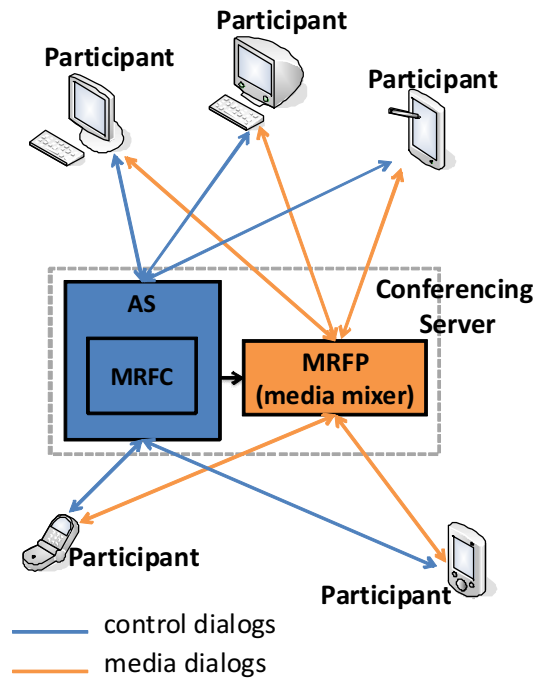 Participant
Participant
Participant
Conferencing
Server
AS
MRFC
MRFP
(media mixer)
Participant
Participant
control dialogs
media dialogs